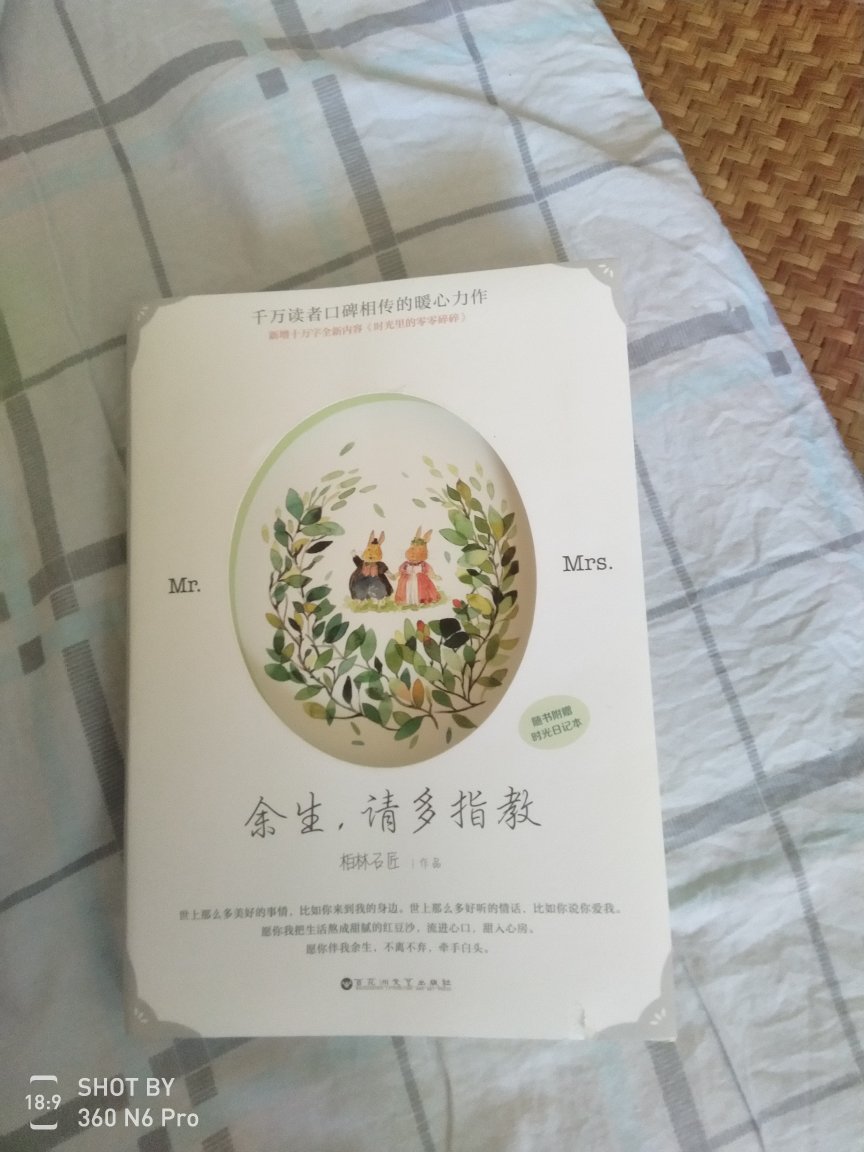 千万读者口碑相传的暖心力作
新增十万字全新内容《时光里的零零碎碎》
Mr.
Mrs.
随书附赠
时光日记本
余生，请多指教
柏林石匠 | 作品
世上那么多美好的事情，比如你来到我的身边。世上那么多好听的情话，比如你说你爱我。
愿你我把生活熬成甜腻的红豆沙，流进心口，甜入心房。
愿你伴我余生，不离不弃，牵手白头。
百花洲文艺出版社
18:9
SHOT BY
360 N6 Pro